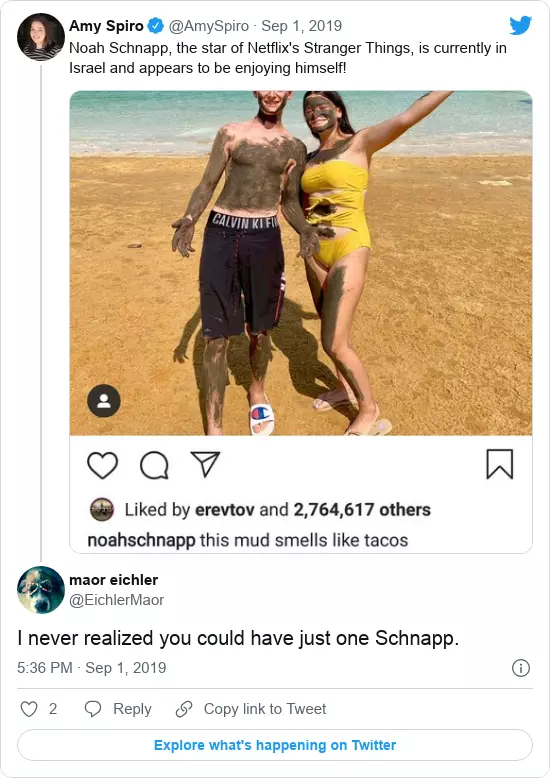 Amy Spiro @AmySpiro · Sep 1, 2019
Noah Schnapp, the star of Netflix's Stranger Things, is currently in
Israel and appears to be enjoying himself!
CALVIN KLEIN
Liked by erevtov and 2,764,617 others
noahschnapp this mud smells like tacos
maor eichler
@EichlerMaor
I never realized you could have just one Schnapp.
5:36 PM · Sep 1, 2019
2 Reply Copy link to Tweet
Explore what's happening on Twitter